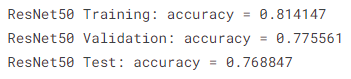 ResNet50 Training: accuracy = 0.814147
ResNet50 Validation: accuracy = 0.775561
ResNet50 Test: accuracy = 0.768847